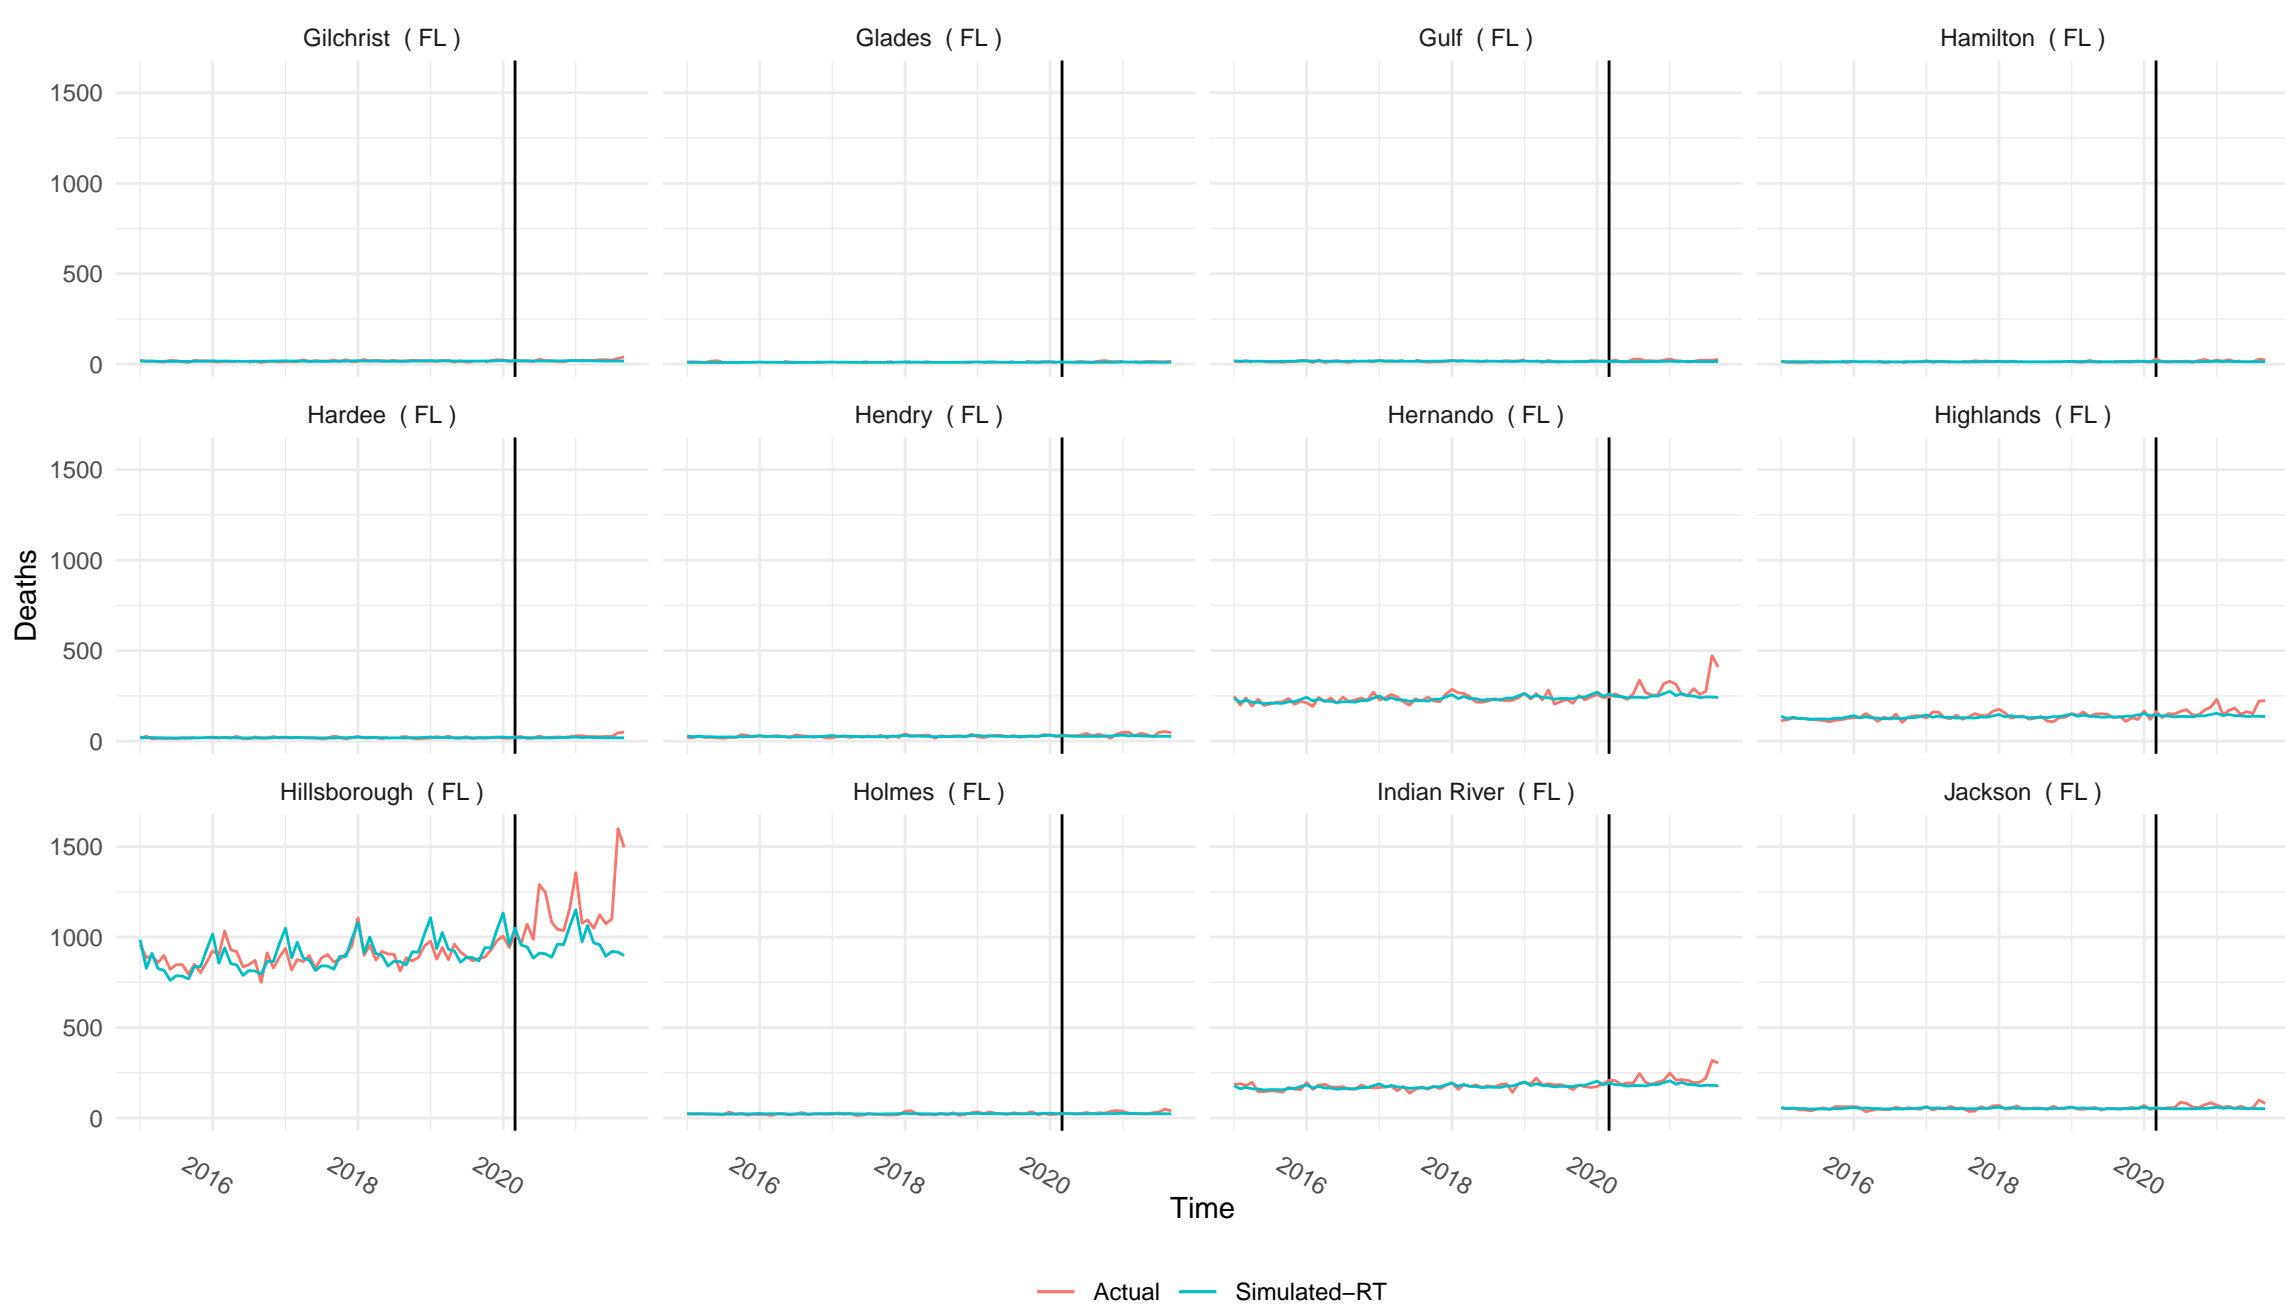 Gilchrist ( FL )
Glades ( FL )
Gulf ( FL )
Hamilton ( FL )
1500
1000
500
0
Hardee ( FL )
Hendry ( FL )
Hernando ( FL )
Highlands ( FL )
1500
1000
500
0
Deaths
Hillsborough ( FL )
Holmes ( FL )
Indian River ( FL )
Jackson ( FL )
1500
1000
500
0
2016 2018 2020 2016 2018 2020 2016 2018 2020 2016 2018 2020
Time
Actual Simulated−RT